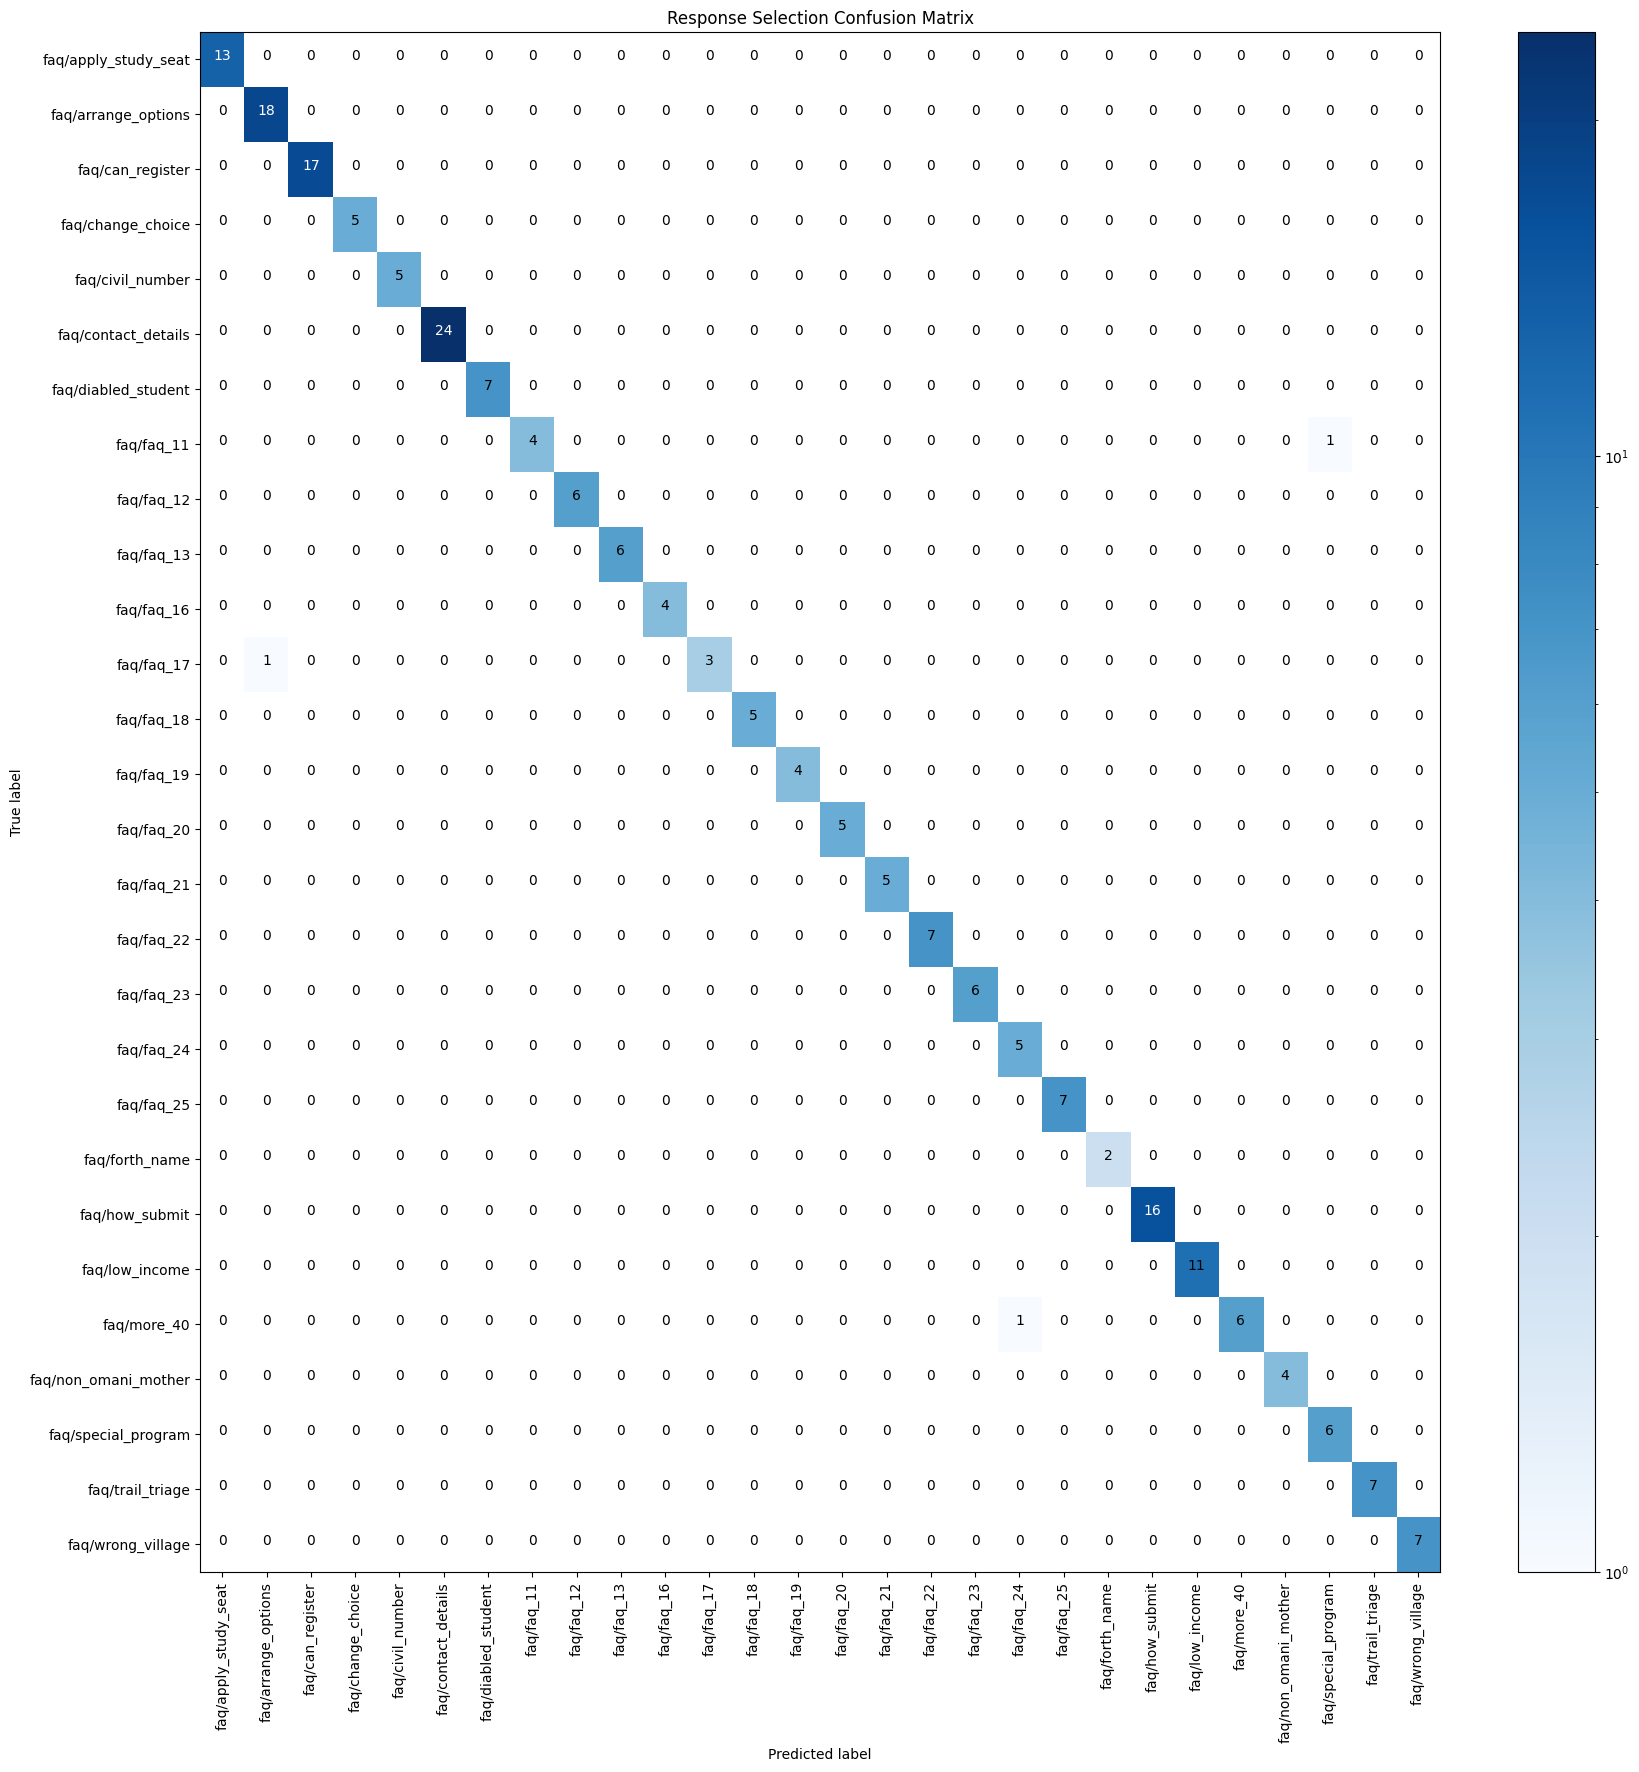 Response Selection Confusion Matrix
faq/apply_study_seat 13 0 0 0 0 0 0 0 0 0 0 0 0 0 0 0 0 0 0 0 0 0 0 0 0 0 0 0
faq/arrange_options 0 18 0 0 0 0 0 0 0 0 0 0 0 0 0 0 0 0 0 0 0 0 0 0 0 0 0 0
faq/can_register 0 0 17 0 0 0 0 0 0 0 0 0 0 0 0 0 0 0 0 0 0 0 0 0 0 0 0 0
faq/change_choice 0 0 0 5 0 0 0 0 0 0 0 0 0 0 0 0 0 0 0 0 0 0 0 0 0 0 0 0
faq/civil_number 0 0 0 0 5 0 0 0 0 0 0 0 0 0 0 0 0 0 0 0 0 0 0 0 0 0 0 0
faq/contact_details 0 0 0 0 0 24 0 0 0 0 0 0 0 0 0 0 0 0 0 0 0 0 0 0 0 0 0 0
faq/diabled_student 0 0 0 0 0 0 7 0 0 0 0 0 0 0 0 0 0 0 0 0 0 0 0 0 0 0 0 0
faq/faq_11 0 0 0 0 0 0 0 4 0 0 0 0 0 0 0 0 0 0 0 0 0 0 0 0 0 1 0 0
faq/faq_12 0 0 0 0 0 0 0 0 6 0 0 0 0 0 0 0 0 0 0 0 0 0 0 0 0 0 0 0
faq/faq_13 0 0 0 0 0 0 0 0 0 6 0 0 0 0 0 0 0 0 0 0 0 0 0 0 0 0 0 0
faq/faq_16 0 0 0 0 0 0 0 0 0 0 4 0 0 0 0 0 0 0 0 0 0 0 0 0 0 0 0 0
faq/faq_17 0 1 0 0 0 0 0 0 0 0 0 3 0 0 0 0 0 0 0 0 0 0 0 0 0 0 0 0
faq/faq_18 0 0 0 0 0 0 0 0 0 0 0 0 5 0 0 0 0 0 0 0 0 0 0 0 0 0 0 0
faq/faq_19 0 0 0 0 0 0 0 0 0 0 0 0 0 4 0 0 0 0 0 0 0 0 0 0 0 0 0 0
faq/faq_20 0 0 0 0 0 0 0 0 0 0 0 0 0 0 5 0 0 0 0 0 0 0 0 0 0 0 0 0
faq/faq_21 0 0 0 0 0 0 0 0 0 0 0 0 0 0 0 5 0 0 0 0 0 0 0 0 0 0 0 0
faq/faq_22 0 0 0 0 0 0 0 0 0 0 0 0 0 0 0 0 7 0 0 0 0 0 0 0 0 0 0 0
faq/faq_23 0 0 0 0 0 0 0 0 0 0 0 0 0 0 0 0 0 6 0 0 0 0 0 0 0 0 0 0
faq/faq_24 0 0 0 0 0 0 0 0 0 0 0 0 0 0 0 0 0 0 5 0 0 0 0 0 0 0 0 0
faq/faq_25 0 0 0 0 0 0 0 0 0 0 0 0 0 0 0 0 0 0 0 7 0 0 0 0 0 0 0 0
faq/forth_name 0 0 0 0 0 0 0 0 0 0 0 0 0 0 0 0 0 0 0 0 2 0 0 0 0 0 0 0
faq/how_submit 0 0 0 0 0 0 0 0 0 0 0 0 0 0 0 0 0 0 0 0 0 16 0 0 0 0 0 0
faq/low_income 0 0 0 0 0 0 0 0 0 0 0 0 0 0 0 0 0 0 0 0 0 0 11 0 0 0 0 0
faq/more_40 0 0 0 0 0 0 0 0 0 0 0 0 0 0 0 0 0 0 1 0 0 0 0 6 0 0 0 0
faq/non_omani_mother 0 0 0 0 0 0 0 0 0 0 0 0 0 0 0 0 0 0 0 0 0 0 0 0 4 0 0 0
faq/special_program 0 0 0 0 0 0 0 0 0 0 0 0 0 0 0 0 0 0 0 0 0 0 0 0 0 6 0 0
faq/trail_triage 0 0 0 0 0 0 0 0 0 0 0 0 0 0 0 0 0 0 0 0 0 0 0 0 0 0 7 0
faq/wrong_village 0 0 0 0 0 0 0 0 0 0 0 0 0 0 0 0 0 0 0 0 0 0 0 0 0 0 0 7
True label
faq/apply_study_seat
faq/arrange_options
faq/can_register
faq/change_choice
faq/civil_number
faq/contact_details
faq/diabled_student
faq/faq_11
faq/faq_12
faq/faq_13
faq/faq_16
faq/faq_17
faq/faq_18
faq/faq_19
faq/faq_20
faq/faq_21
faq/faq_22
faq/faq_23
faq/faq_24
faq/faq_25
faq/forth_name
faq/how_submit
faq/low_income
faq/more_40
faq/non_omani_mother
faq/special_program
faq/trail_triage
faq/wrong_village
Predicted label
10¹
10⁰